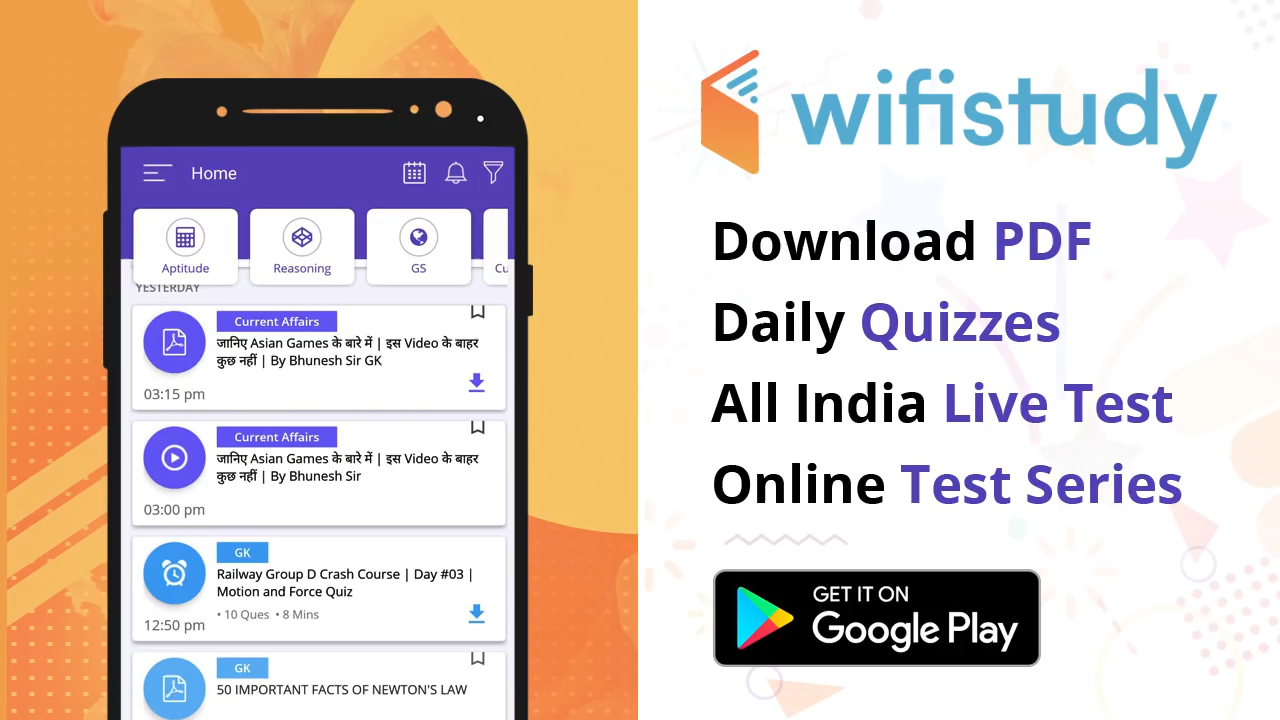 Home
Aptitude
Reasoning
GS
Cu
YESTERDAY
Current Affairs
जानिए Asian Games के बारे में | इस Video के बाहर
कुछ नहीं | By Bhunesh Sir GK
03:15 pm
Current Affairs
जानिए Asian Games के बारे में | इस Video के बाहर
कुछ नहीं | By Bhunesh Sir
03:00 pm
GK
Railway Group D Crash Course | Day #03 |
Motion and Force Quiz
• 10 Ques • 8 Mins
12:50 pm
GK
50 IMPORTANT FACTS OF NEWTON'S LAW
wifistudy
Download PDF
Daily Quizzes
All India Live Test
Online Test Series
GET IT ON
Google Play